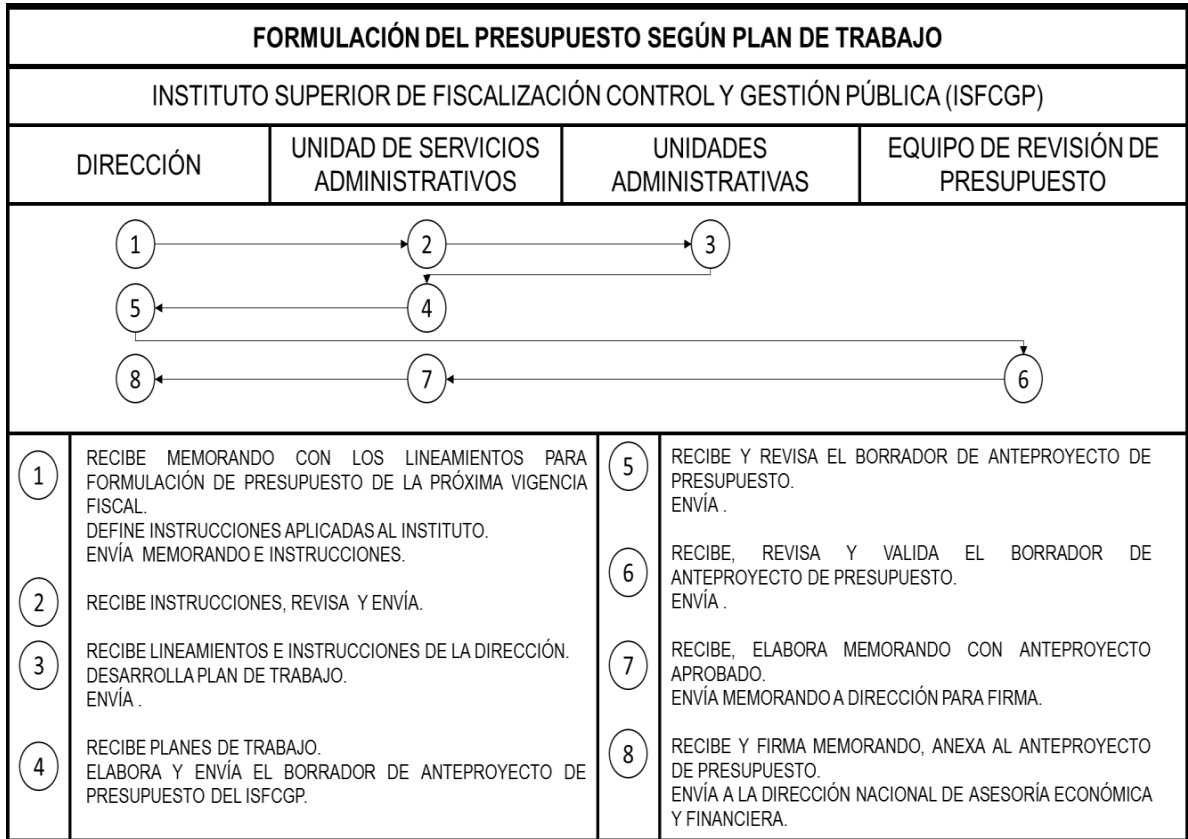 FORMULACIÓN DEL PRESUPUESTO SEGÚN PLAN DE TRABAJO
INSTITUTO SUPERIOR DE FISCALIZACIÓN CONTROL Y GESTIÓN PÚBLICA (ISFCGP)
DIRECCIÓN
UNIDAD DE SERVICIOS
ADMINISTRATIVOS
UNIDADES
ADMINISTRATIVAS
EQUIPO DE REVISIÓN DE
PRESUPUESTO
1
2
3
5
4
8
7
6
1
RECIBE MEMORANDO CON LOS LINEAMIENTOS PARA
FORMULACIÓN DE PRESUPUESTO DE LA PRÓXIMA VIGENCIA
FISCAL.
DEFINE INSTRUCCIONES APLICADAS AL INSTITUTO.
ENVÍA MEMORANDO E INSTRUCCIONES.
2
RECIBE INSTRUCCIONES, REVISA Y ENVÍA.
3
RECIBE LINEAMIENTOS E INSTRUCCIONES DE LA DIRECCIÓN.
DESARROLLA PLAN DE TRABAJO.
ENVÍA .
4
RECIBE PLANES DE TRABAJO.
ELABORA Y ENVÍA EL BORRADOR DE ANTEPROYECTO DE
PRESUPUESTO DEL ISFCGP.
5
RECIBE Y REVISA EL BORRADOR DE ANTEPROYECTO DE
PRESUPUESTO.
ENVÍA .
6
RECIBE, REVISA Y VALIDA EL BORRADOR DE
ANTEPROYECTO DE PRESUPUESTO.
ENVÍA .
7
RECIBE, ELABORA MEMORANDO CON ANTEPROYECTO
APROBADO.
ENVÍA MEMORANDO A DIRECCIÓN PARA FIRMA.
8
RECIBE Y FIRMA MEMORANDO, ANEXA AL ANTEPROYECTO
DE PRESUPUESTO.
ENVÍA A LA DIRECCIÓN NACIONAL DE ASESORÍA ECONÓMICA
Y FINANCIERA.